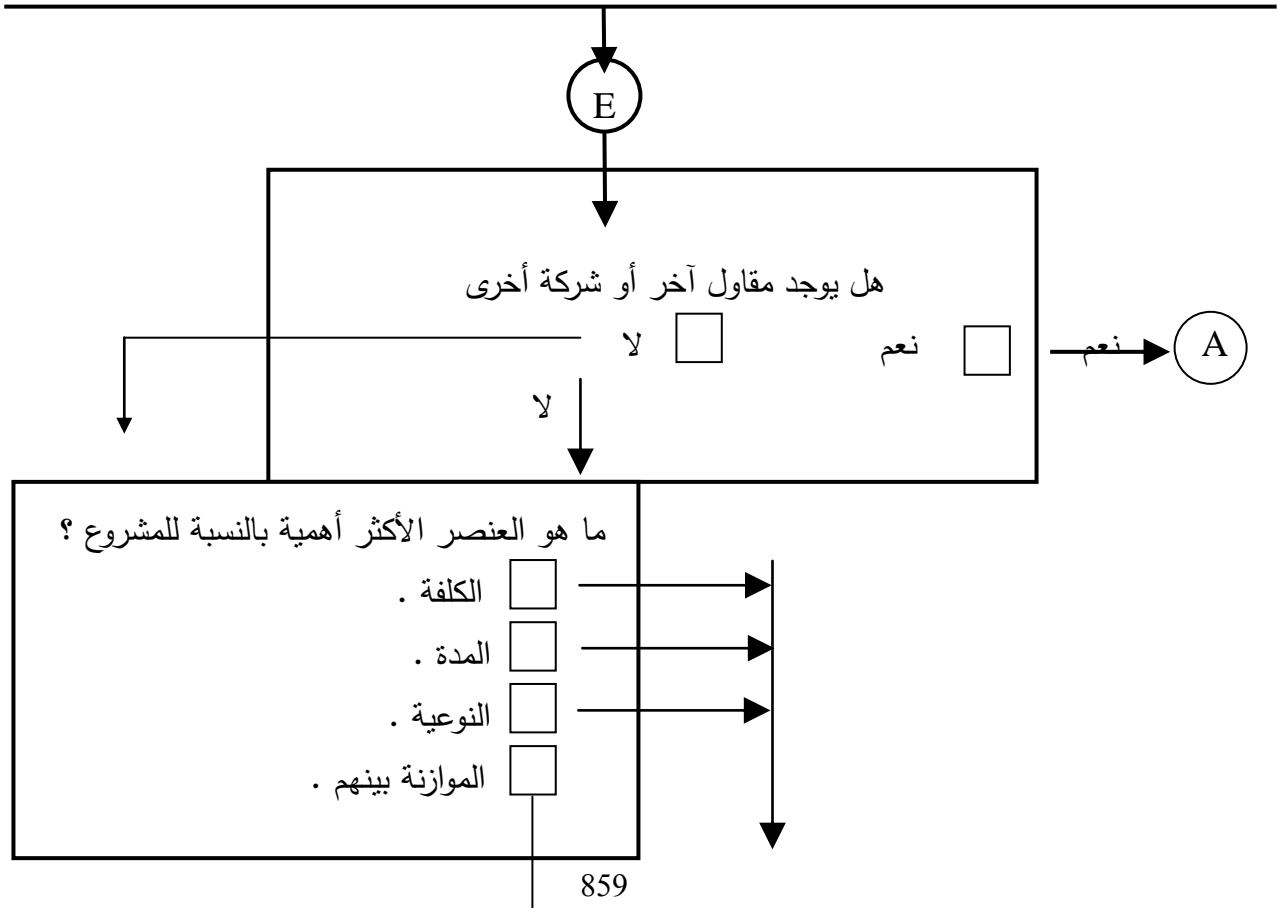 E
هل يوجد مقاول آخر أو شركة أخرى
A نعم نعم لا
لا
ما هو العنصر الأكثر أهمية بالنسبة للمشروع ؟
الكلفة .
المدة .
النوعية .
الموازنة بينهم .
859